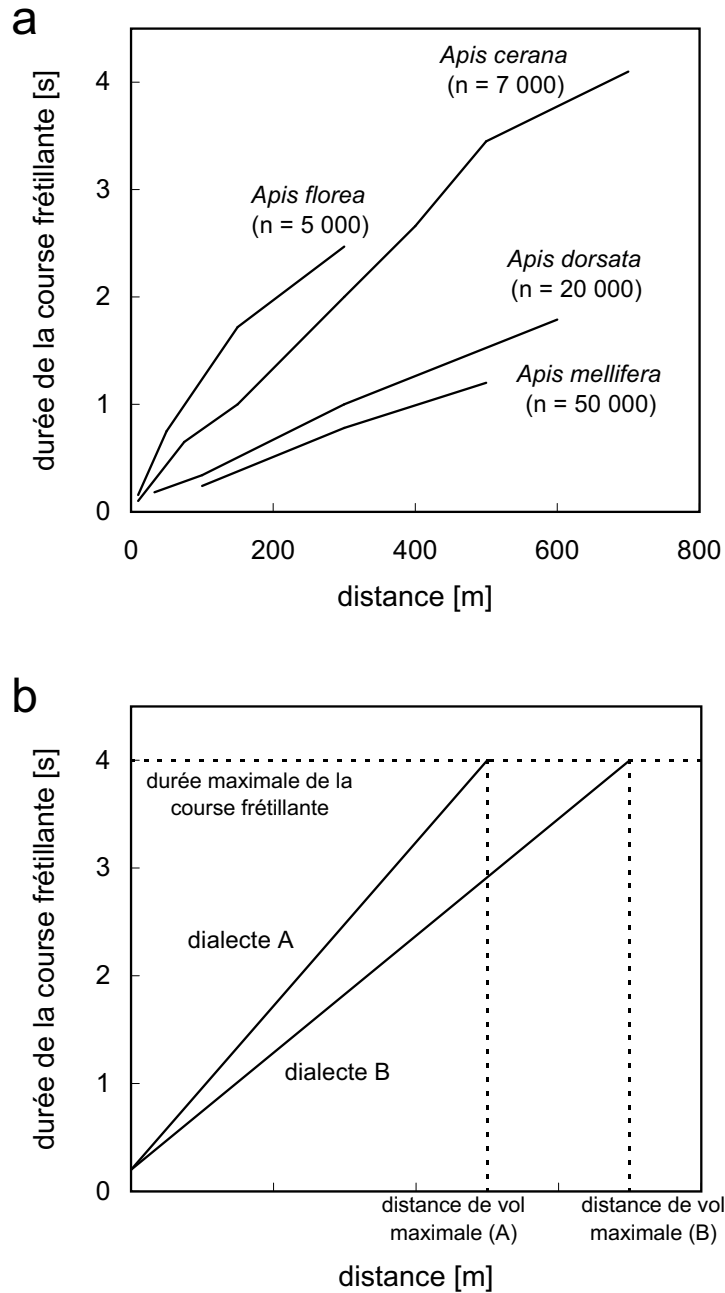 a
durée de la course frétillante [s]
4
3
2
1
0
Apis cerana
(n = 7 000)
Apis florea
(n = 5 000)
Apis dorsata
(n = 20 000)
Apis mellifera
(n = 50 000)
0 200 400 600 800
distance [m]
b
durée de la course frétillante [s]
4
3
2
1
0
durée maximale de la
course frétillante
dialecte A
dialecte B
distance de vol
maximale (A)
distance de vol
maximale (B)
distance [m]